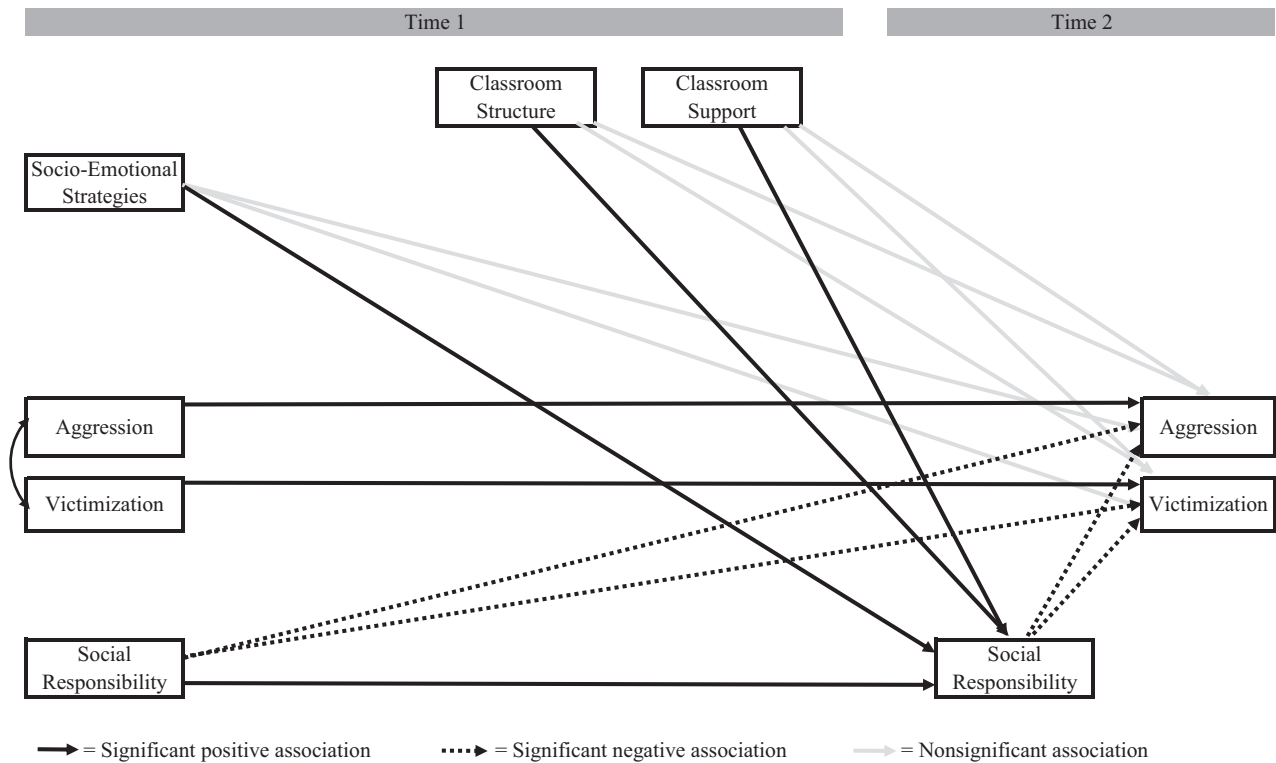 Time 1
Time 2
Classroom
Structure
Classroom
Support
Socio-Emotional
Strategies
Aggression
Aggression
Victimization
Victimization
Social
Responsibility
Social
Responsibility
= Significant positive association
= Significant negative association
= Nonsignificant association